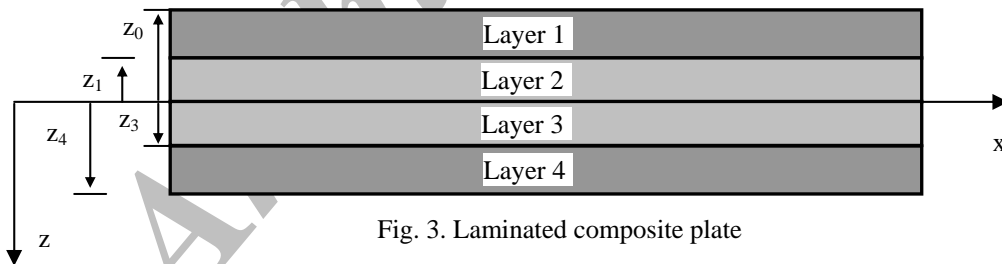 z₀
Layer 1
z₁
Layer 2
z₃
Layer 3
x
z₄
Layer 4
z
Fig. 3. Laminated composite plate